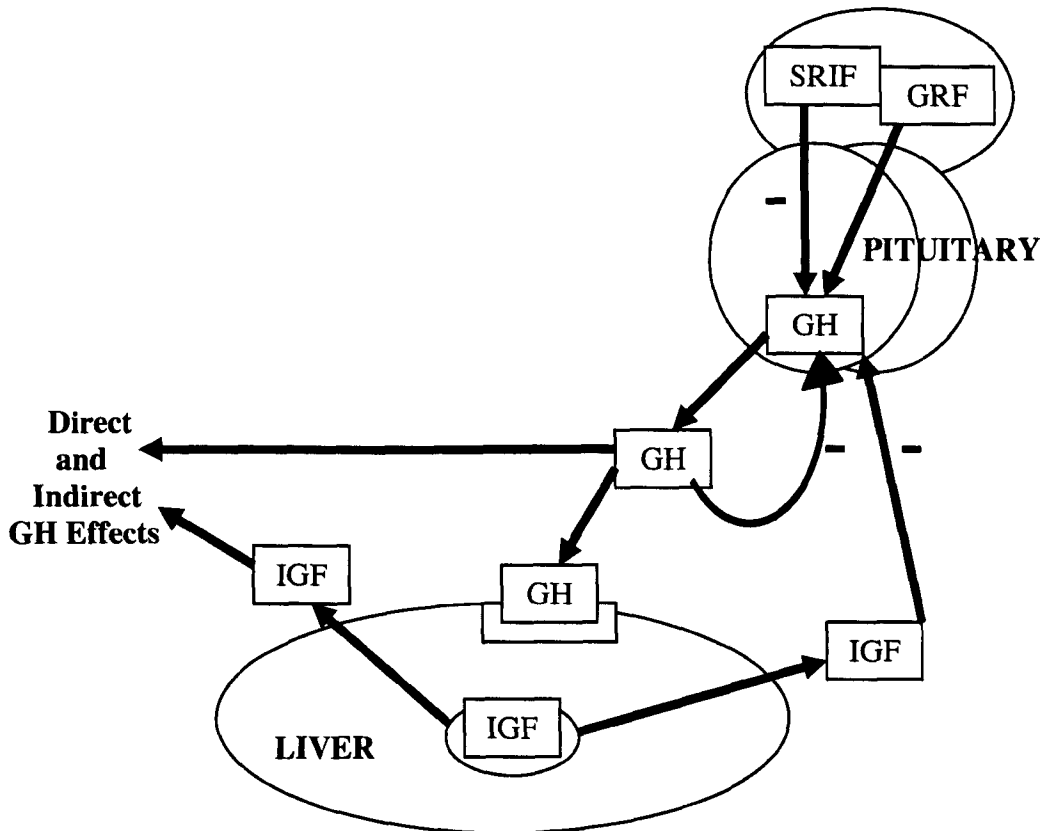 SRIF
GRF
-
PITUITARY
GH
Direct
and
Indirect
GH Effects
GH
-
-
IGF
GH
IGF
IGF
LIVER